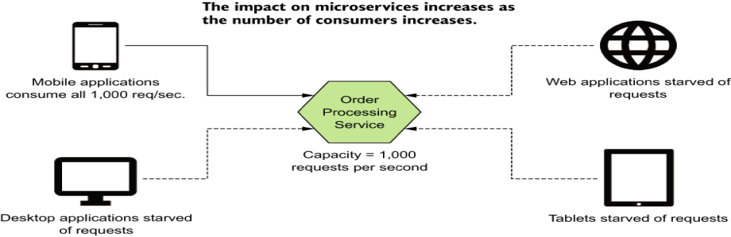 The impact on microservices increases as
the number of consumers increases.
Mobile applications
consume all 1,000 req/sec.
Web applications starved of
requests
Order
Processing
Service
Capacity = 1,000
requests per second
Desktop applications starved
of requests
Tablets starved of requests